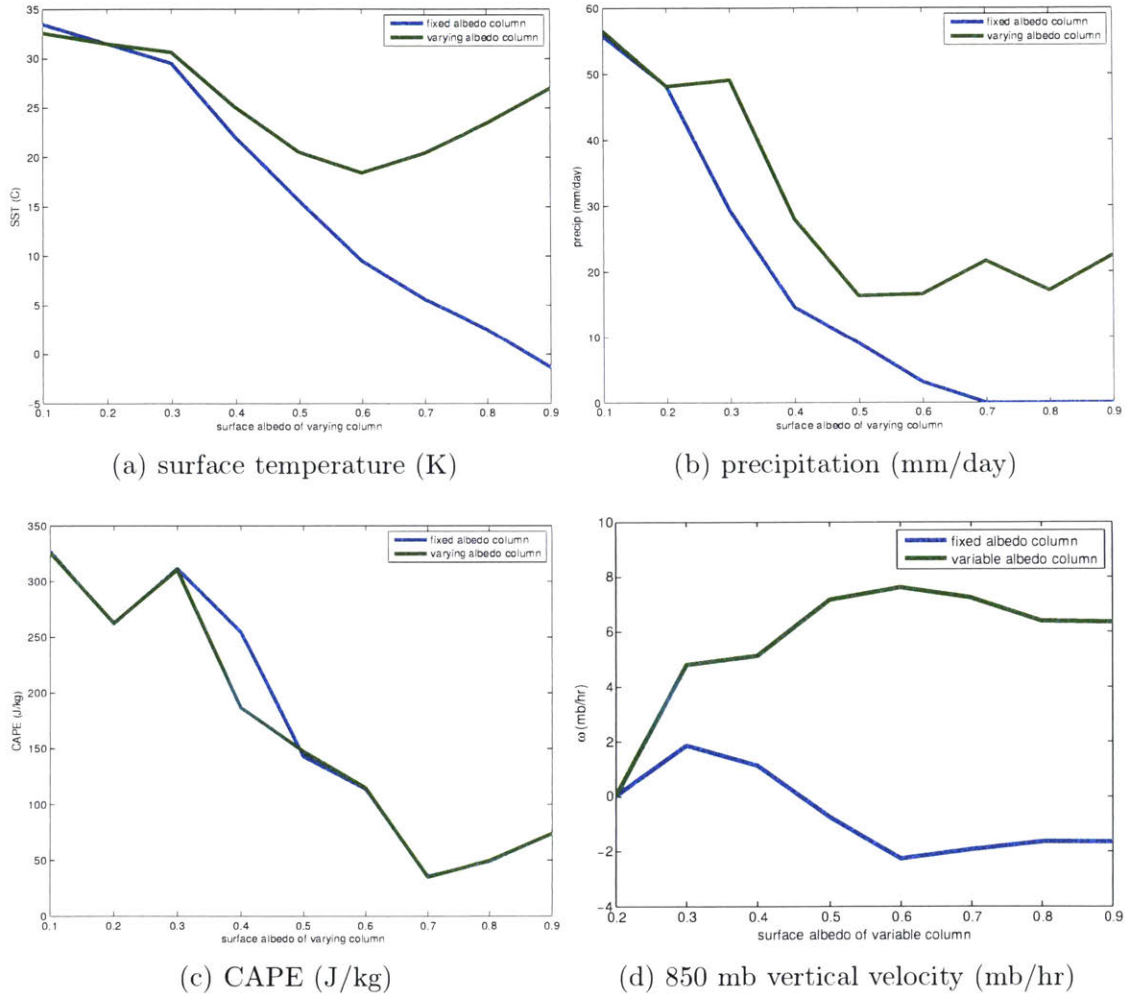 fixed albedo column
varying albedo column
SST (C)
35
30
25
20
15
10
5
0
-5
0.1 0.2 0.3 0.4 0.5 0.6 0.7 0.8 0.9
surface albedo of varying column
(a) surface temperature (K)
fixed albedo column
varying albedo column
precip (mm/day)
60
50
40
30
20
10
0
0.1 0.2 0.3 0.4 0.5 0.6 0.7 0.8 0.9
surface albedo of varying column
(b) precipitation (mm/day)
fixed albedo column
varying albedo column
CAPE (J/kg)
350
300
250
200
150
100
50
0
0.1 0.2 0.3 0.4 0.5 0.6 0.7 0.8 0.9
surface albedo of varying column
(c) CAPE (J/kg)
fixed albedo column
variable albedo column
ω (mb/hr)
10
8
6
4
2
0
-2
-4
0.2 0.3 0.4 0.5 0.6 0.7 0.8 0.9
surface albedo of variable column
(d) 850 mb vertical velocity (mb/hr)